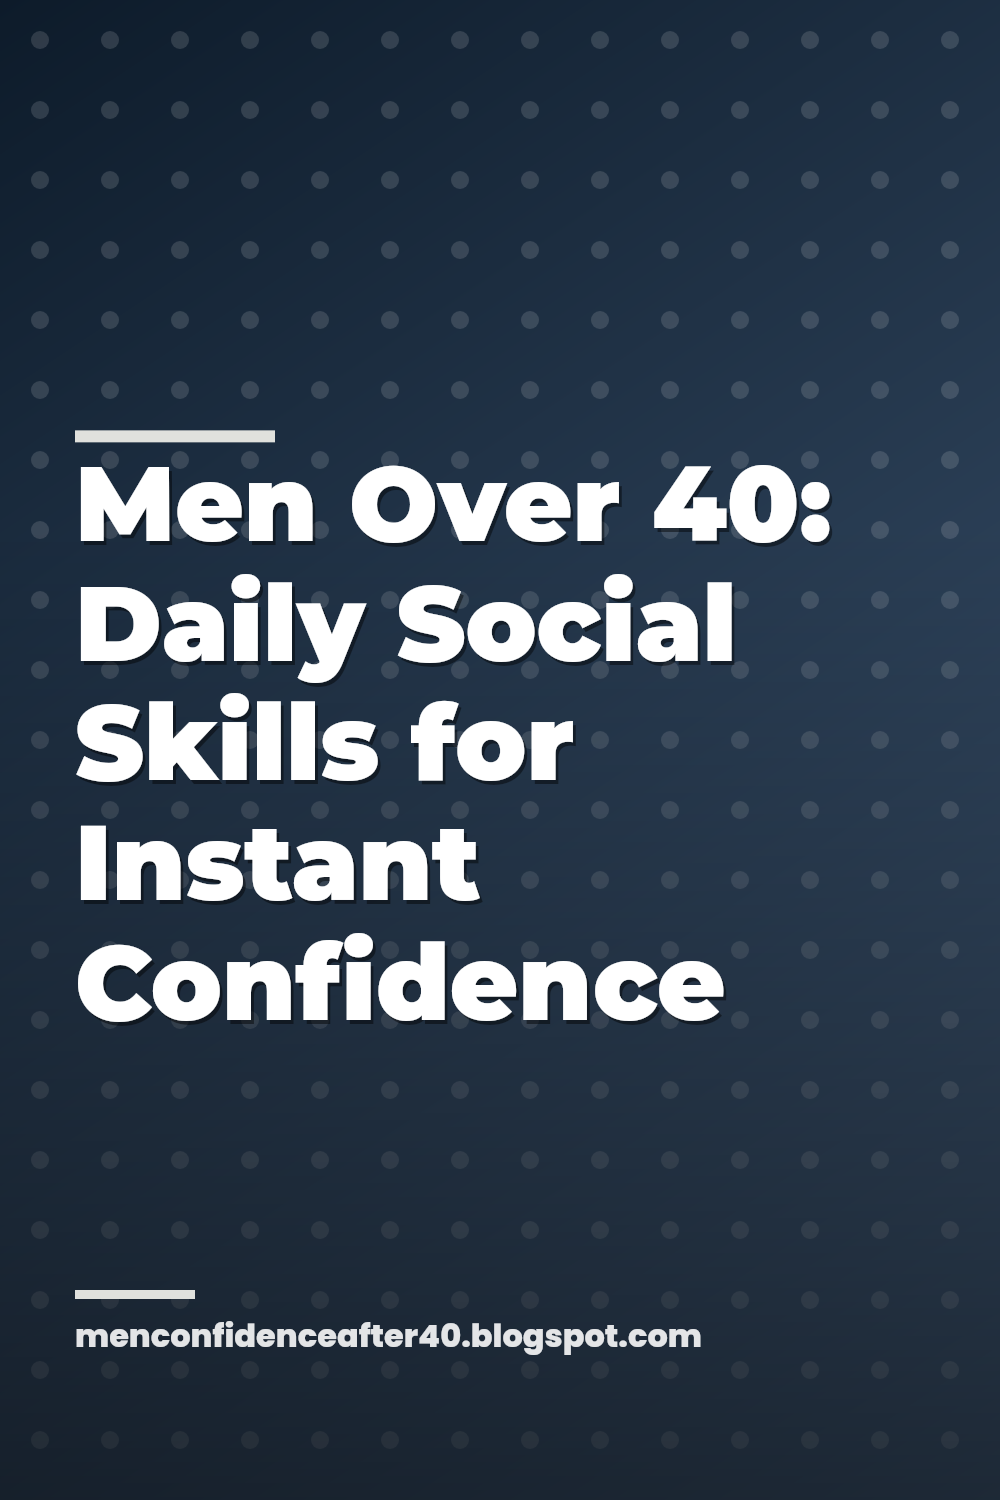 Men Over 40:
Daily Social
Skills for
Instant
Confidence
menconfidenceafter40.blogspot.com